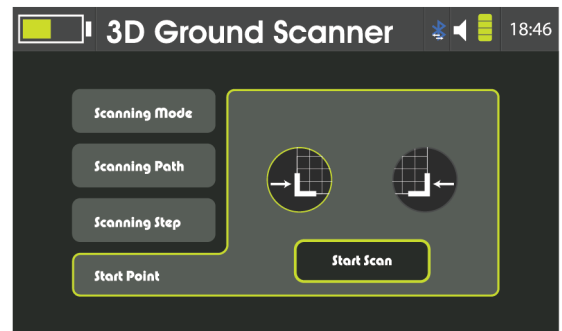 3D Ground Scanner
18:46
Scanning Mode
Scanning Path
Scanning Step
Start Point
Start Scan